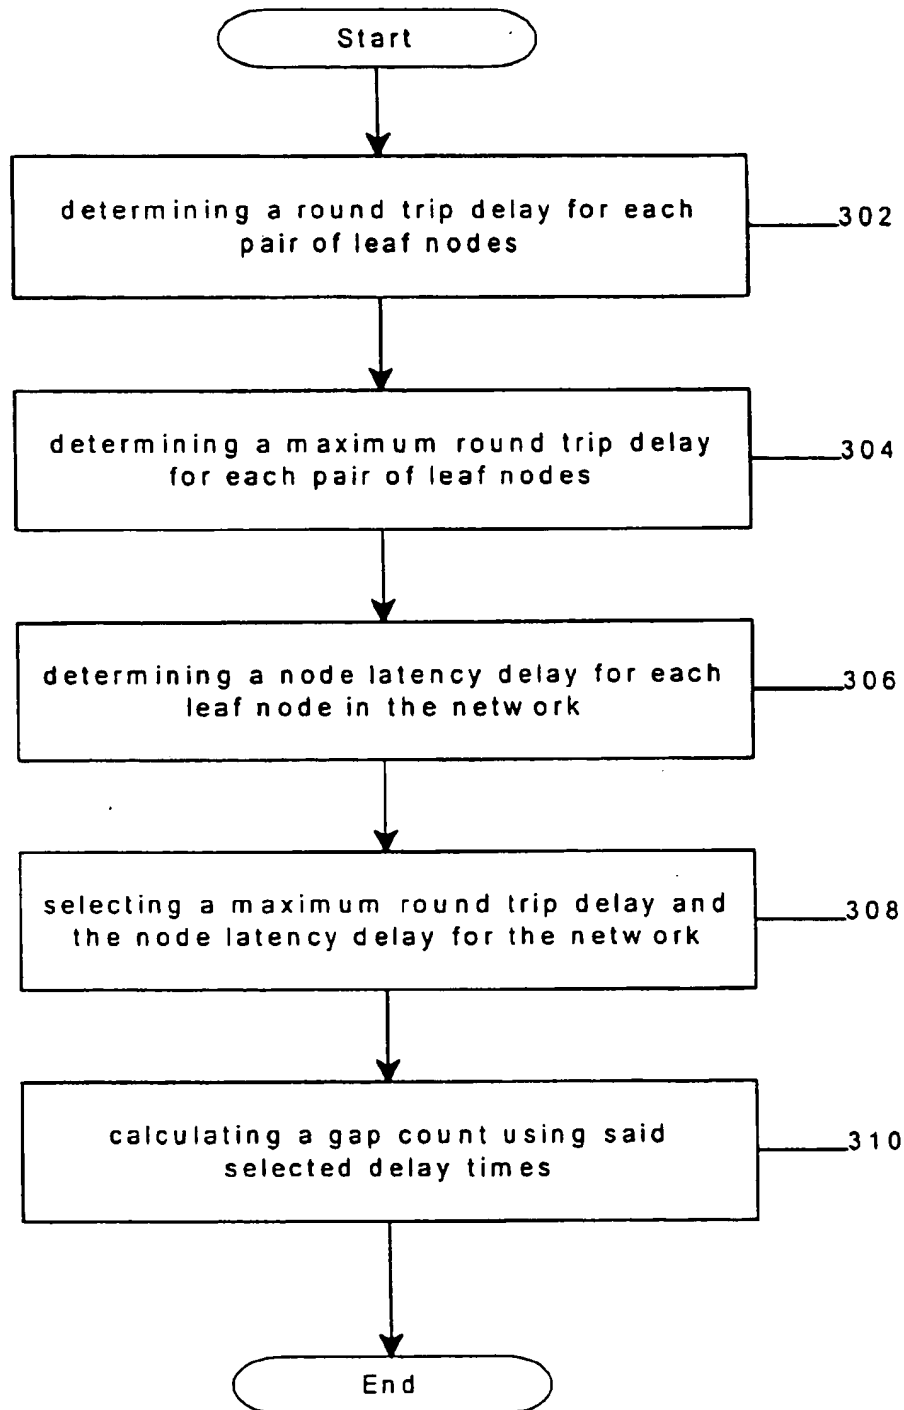 Start
determining a round trip delay for each
pair of leaf nodes
302
determining a maximum round trip delay
for each pair of leaf nodes
304
determining a node latency delay for each
leaf node in the network
306
selecting a maximum round trip delay and
the node latency delay for the network
308
calculating a gap count using said
selected delay times
310
End